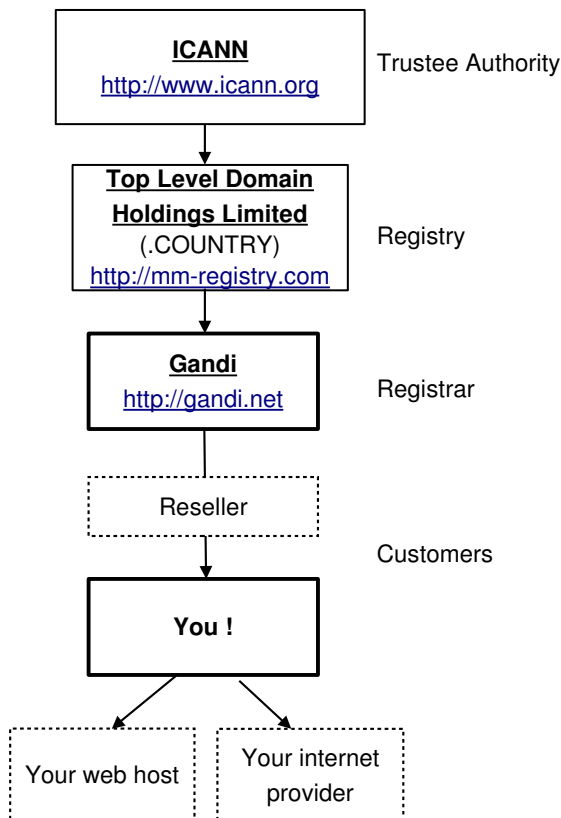 ICANN
http://www.icann.org
Trustee Authority
Top Level Domain
Holdings Limited
(.COUNTRY)
http://mm-registry.com
Registry
Gandi
http://gandi.net
Registrar
Reseller
Customers
You !
Your web host
Your internet
provider